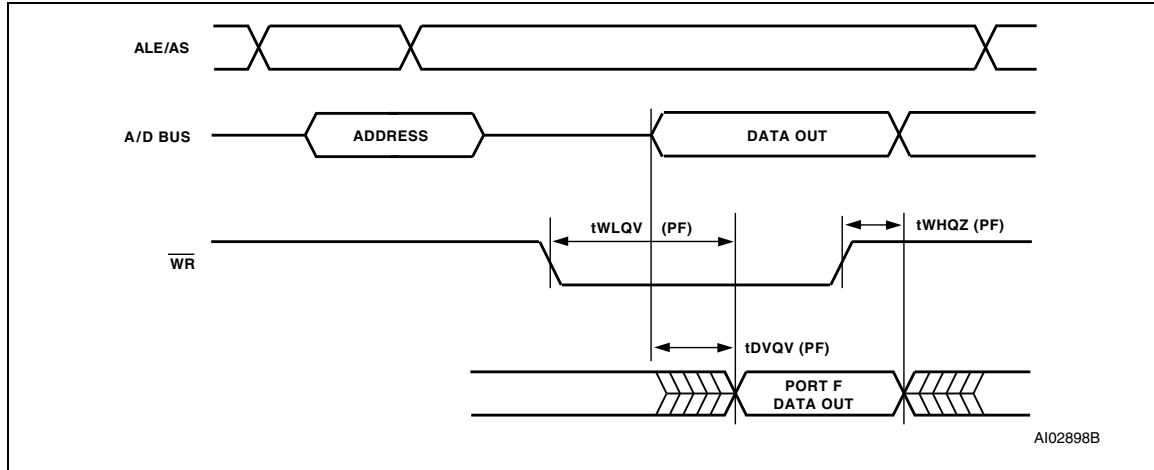 ALE/AS
A/D BUS
ADDRESS
DATA OUT
tWLQV (PF)
tWHQZ (PF)
WR
tDVQV (PF)
PORT F
DATA OUT
AI02898B